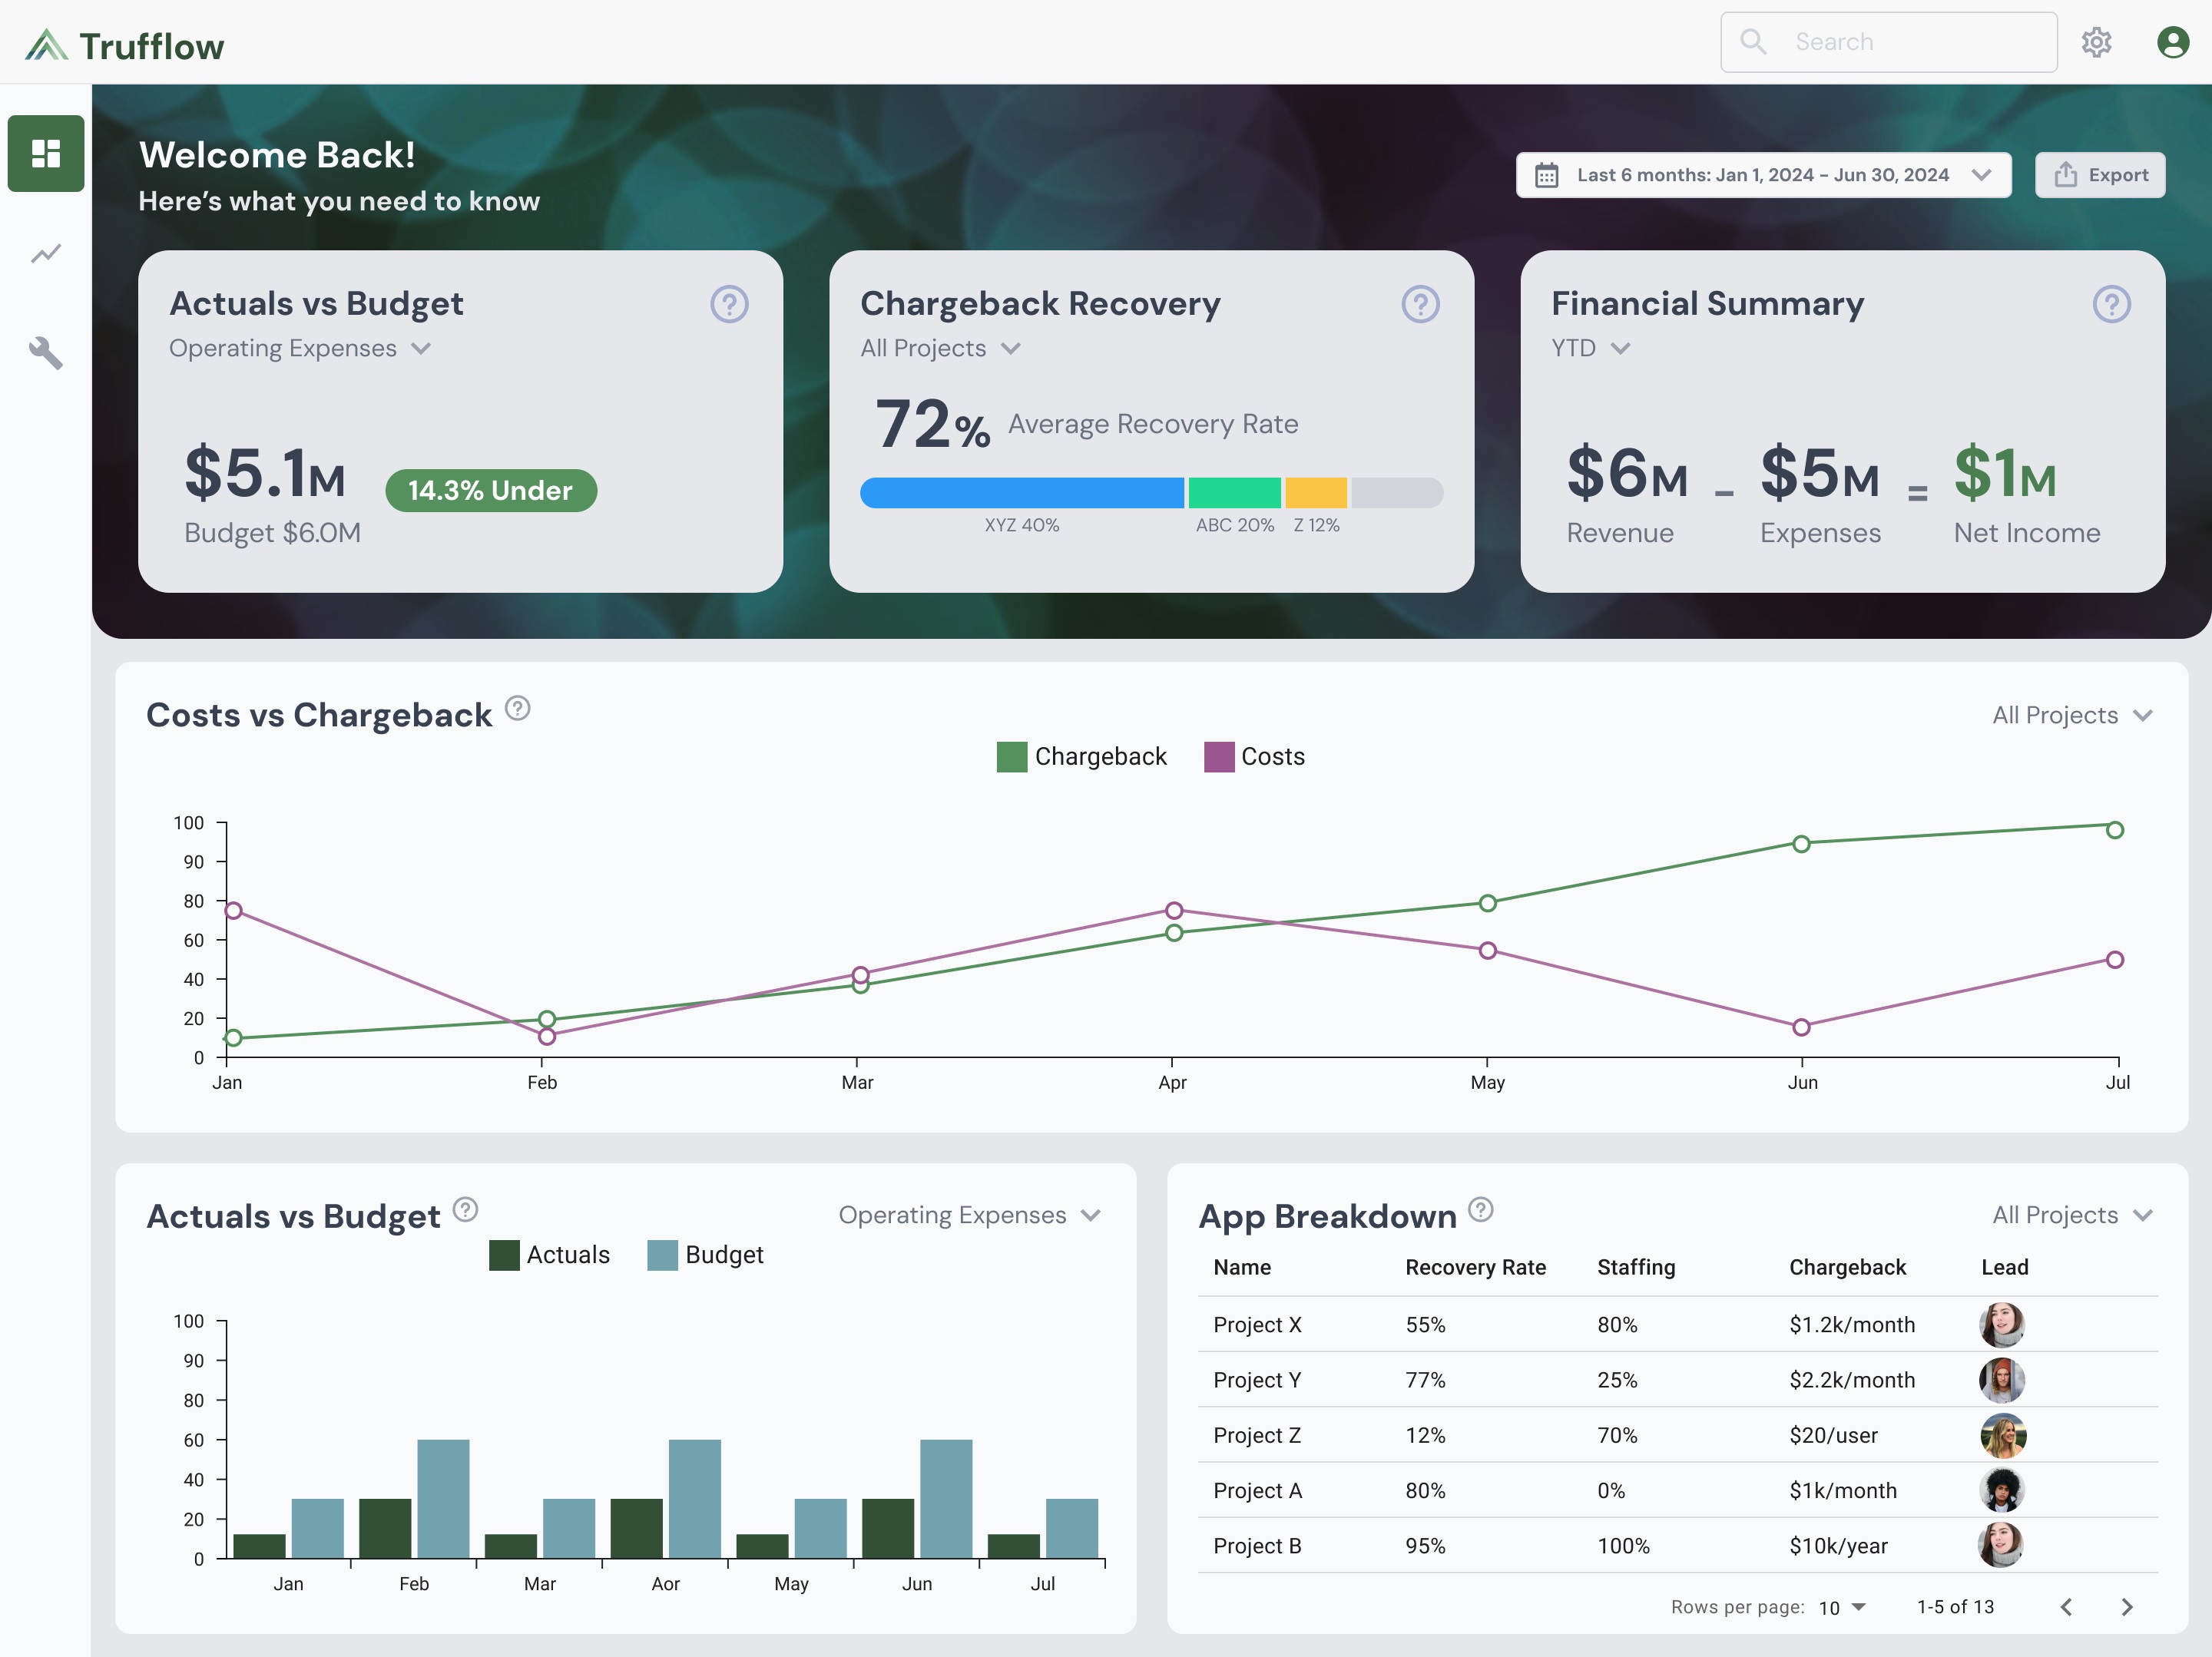 Trufflow
Search
Welcome Back!
Here’s what you need to know
Last 6 months: Jan 1, 2024 - Jun 30, 2024
Export
Actuals vs Budget
Operating Expenses
$5.1M
14.3% Under
Budget $6.0M
Chargeback Recovery
All Projects
72% Average Recovery Rate
XYZ 40% ABC 20% Z 12%
Financial Summary
YTD
$6M - $5M = $1M
Revenue Expenses Net Income
Costs vs Chargeback
All Projects
Chargeback Costs
100
90
80
60
40
20
0
Jan Feb Mar Apr May Jun Jul
Actuals vs Budget
Operating Expenses
Actuals Budget
100
90
80
60
40
20
0
Jan Feb Mar Aor May Jun Jul
App Breakdown
All Projects
Name Recovery Rate Staffing Chargeback Lead
Project X 55% 80% $1.2k/month
Project Y 77% 25% $2.2k/month
Project Z 12% 70% $20/user
Project A 80% 0% $1k/month
Project B 95% 100% $10k/year
Rows per page: 10 1-5 of 13